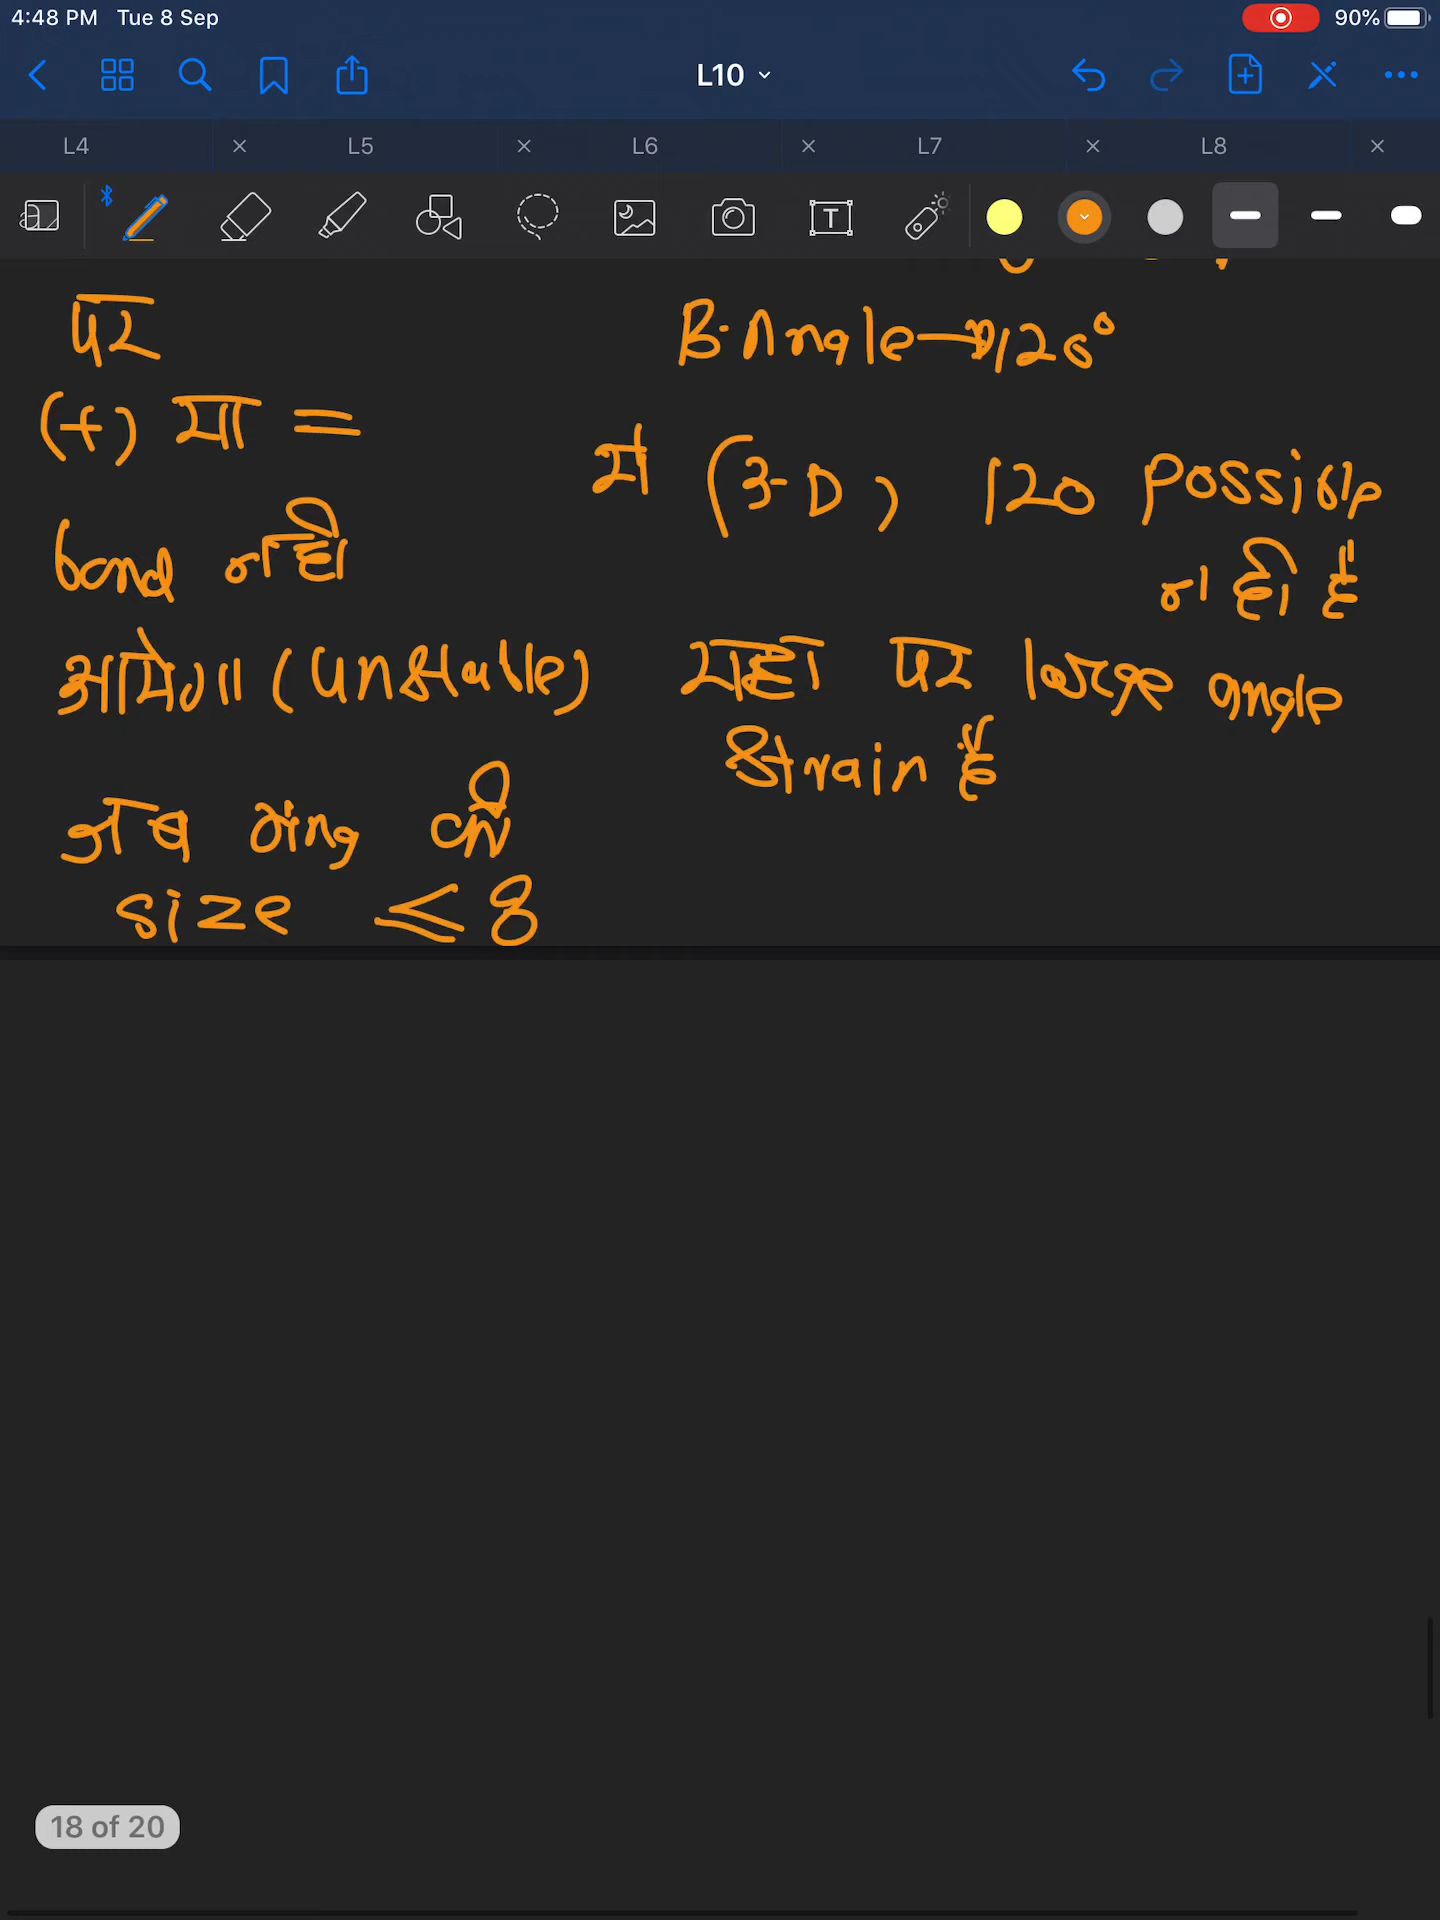 4:48 PM Tue 8 Sep
90%
L10
L4 × L5 × L6 × L7 × L8 ×
T
पर
(+) या =
bond नही
आयेगा (unstable)
जब रींग की
size ≤ 8
B. Angle → 120°
ये (3-D) 120 possible
नही है
यहाँ पर large angle
strain है
18 of 20